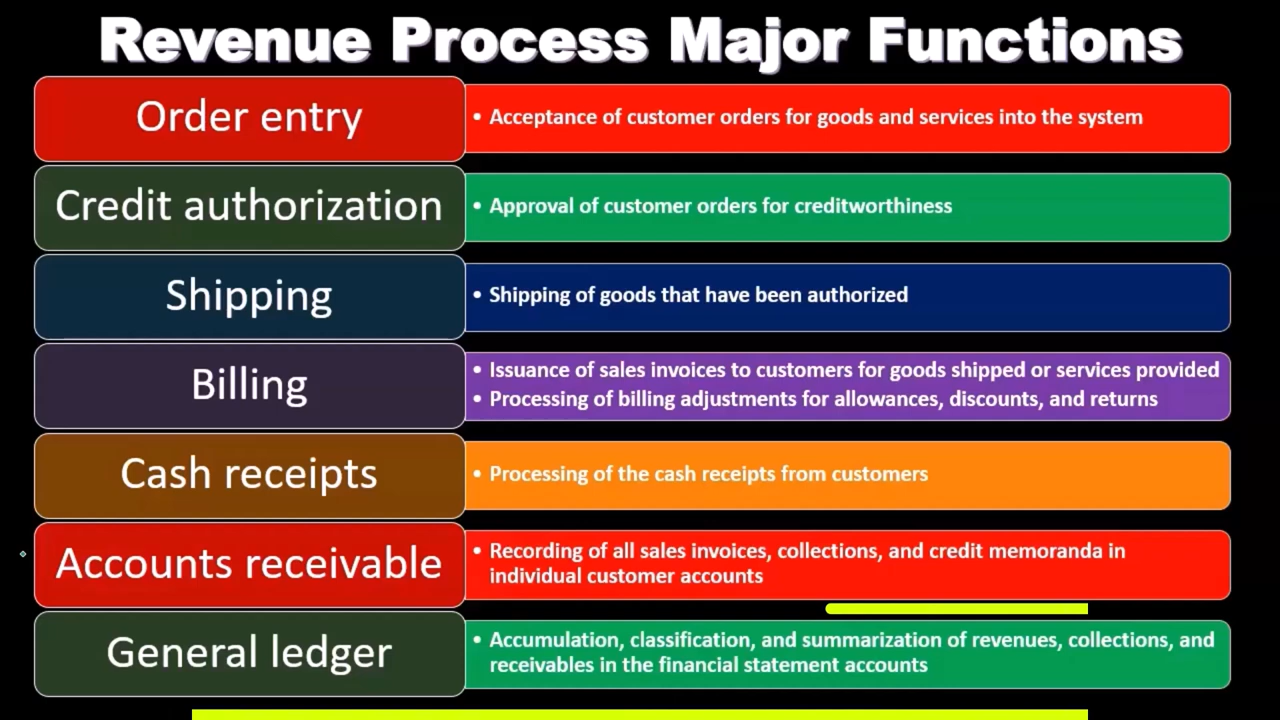 Revenue Process Major Functions
Order entry
• Acceptance of customer orders for goods and services into the system
Credit authorization
• Approval of customer orders for creditworthiness
Shipping
• Shipping of goods that have been authorized
Billing
• Issuance of sales invoices to customers for goods shipped or services provided
• Processing of billing adjustments for allowances, discounts, and returns
Cash receipts
• Processing of the cash receipts from customers
Accounts receivable
• Recording of all sales invoices, collections, and credit memoranda in
individual customer accounts
General ledger
• Accumulation, classification, and summarization of revenues, collections, and
receivables in the financial statement accounts